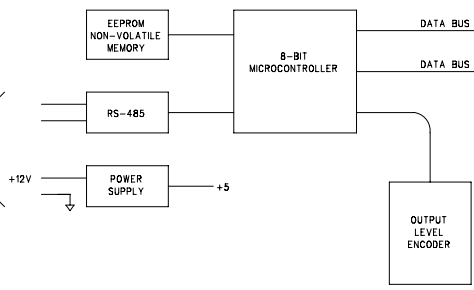 EEPROM
NON-VOLATILE
MEMORY
8-BIT
MICROCONTROLLER
DATA BUS
DATA BUS
RS-485
+12V
POWER
SUPPLY
+5
OUTPUT
LEVEL
ENCODER